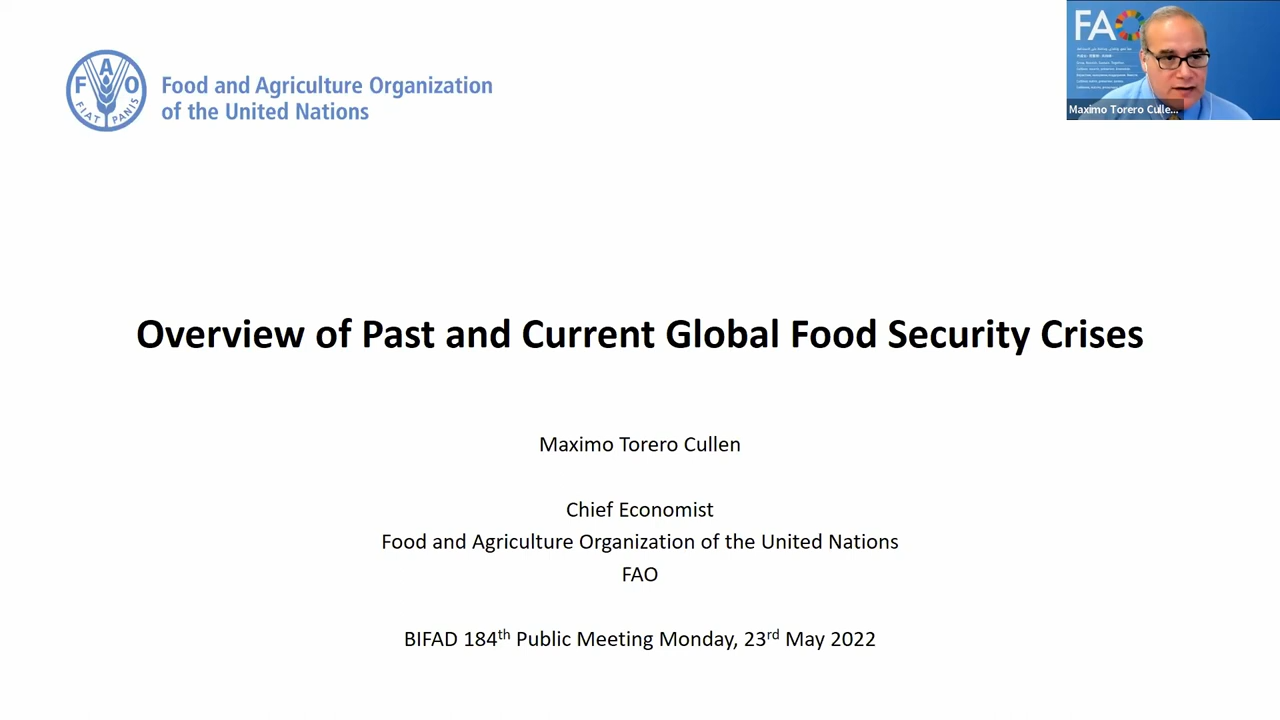 F A O
FIAT PANIS
Food and Agriculture Organization
of the United Nations
FAO
Maximo Torero Culle...
Overview of Past and Current Global Food Security Crises
Maximo Torero Cullen
Chief Economist
Food and Agriculture Organization of the United Nations
FAO
BIFAD 184th Public Meeting Monday, 23rd May 2022